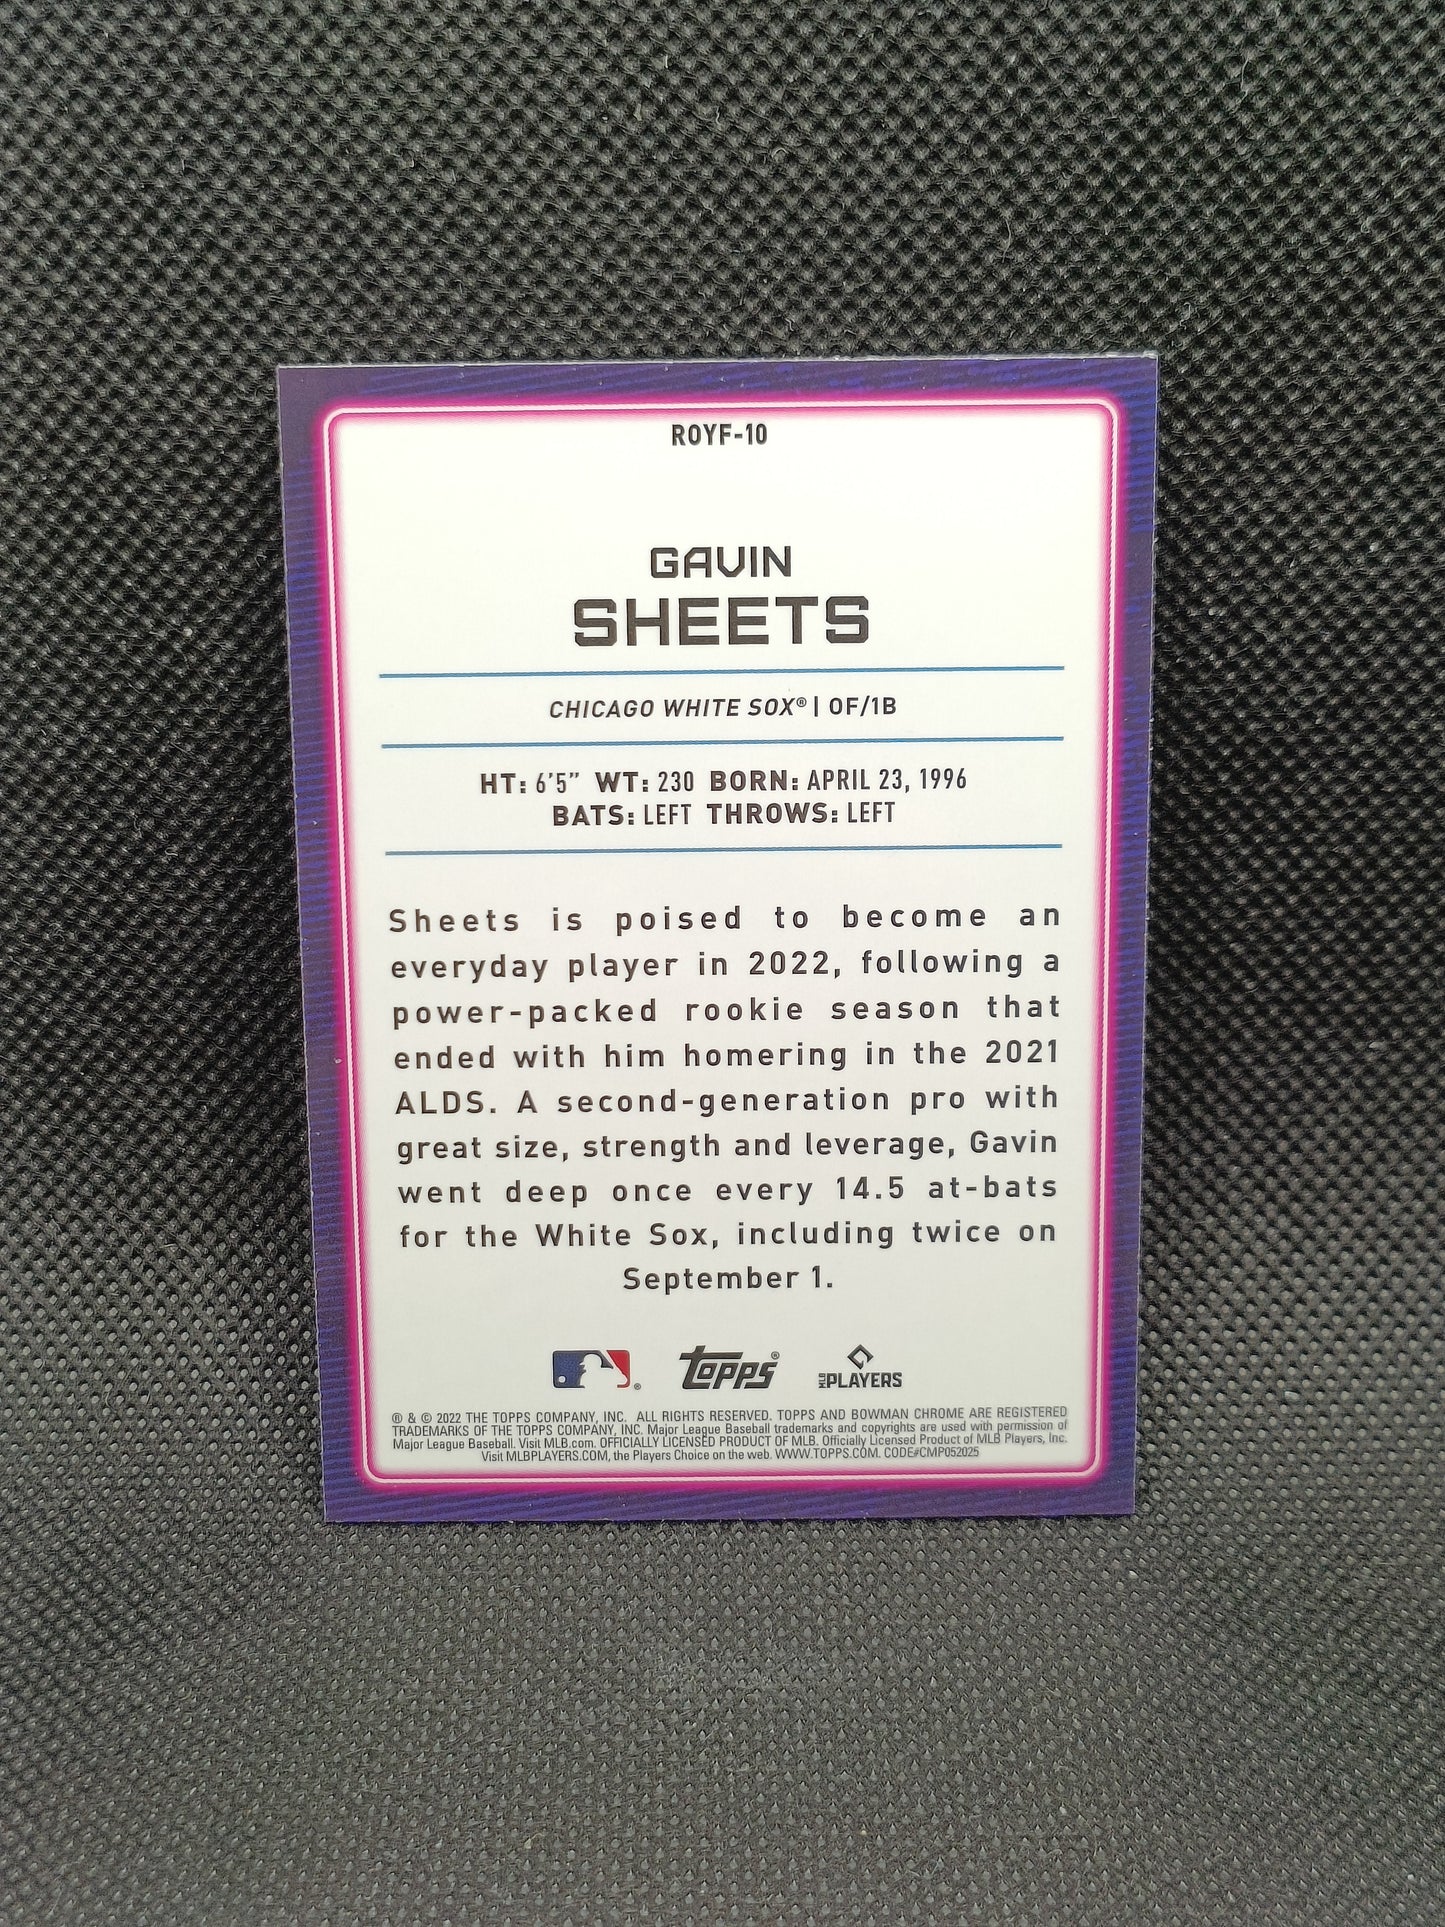 ROYF-10
GAVIN
SHEETS
CHICAGO WHITE SOX® | OF/1B
HT: 6'5" WT: 230 BORN: APRIL 23, 1996
BATS: LEFT THROWS: LEFT
Sheets is poised to become an
everyday player in 2022, following a
power-packed rookie season that
ended with him homering in the 2021
ALDS. A second-generation pro with
great size, strength and leverage, Gavin
went deep once every 14.5 at-bats
for the White Sox, including twice on
September 1.
® topps® MLB PLAYERS
® & © 2022 THE TOPPS COMPANY, INC. ALL RIGHTS RESERVED. TOPPS AND BOWMAN CHROME ARE REGISTERED
TRADEMARKS OF THE TOPPS COMPANY, INC. Major League Baseball trademarks and copyrights are used with permission of
Major League Baseball. Visit MLB.com. OFFICIALLY LICENSED PRODUCT OF MLB. Officially Licensed Product of MLB Players, Inc.
Visit MLBPLAYERS.COM, the Players Choice on the web. WWW.TOPPS.COM. CODE#CMP052025